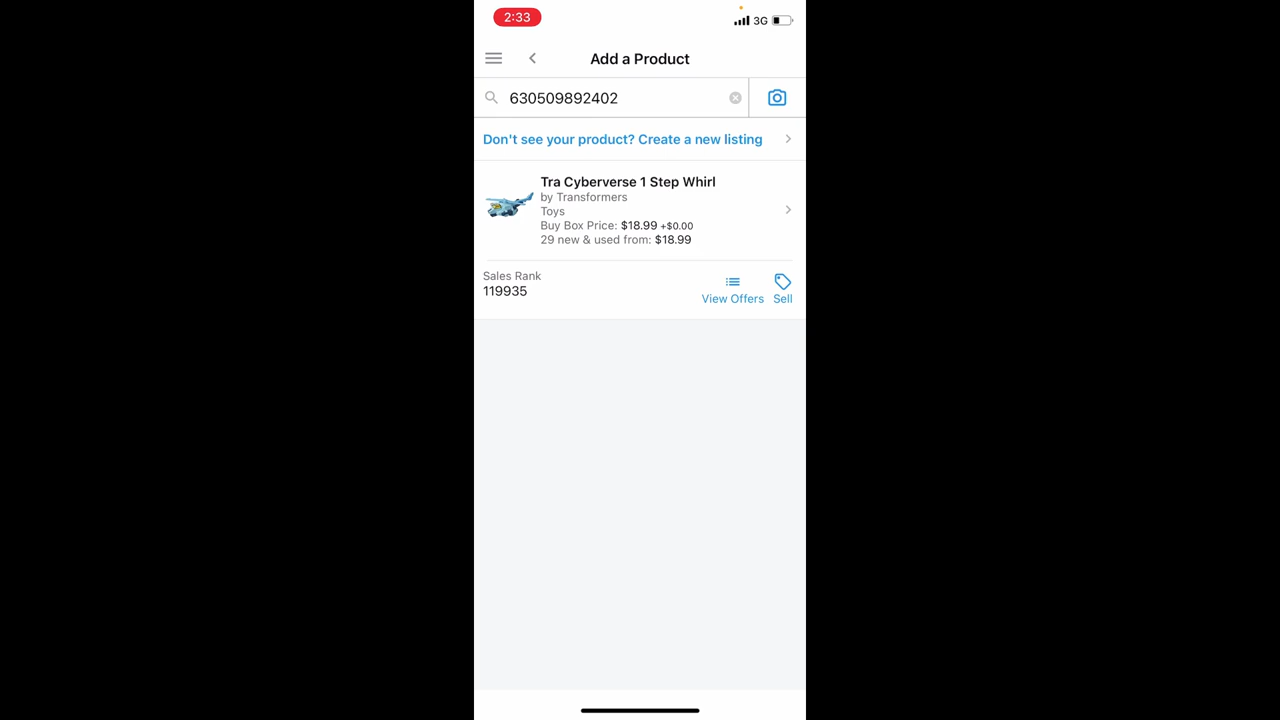 2:33
3G
Add a Product
630509892402
Don't see your product? Create a new listing
Tra Cyberverse 1 Step Whirl
by Transformers
Toys
Buy Box Price: $18.99 +$0.00
29 new & used from: $18.99
Sales Rank
119935
View Offers
Sell